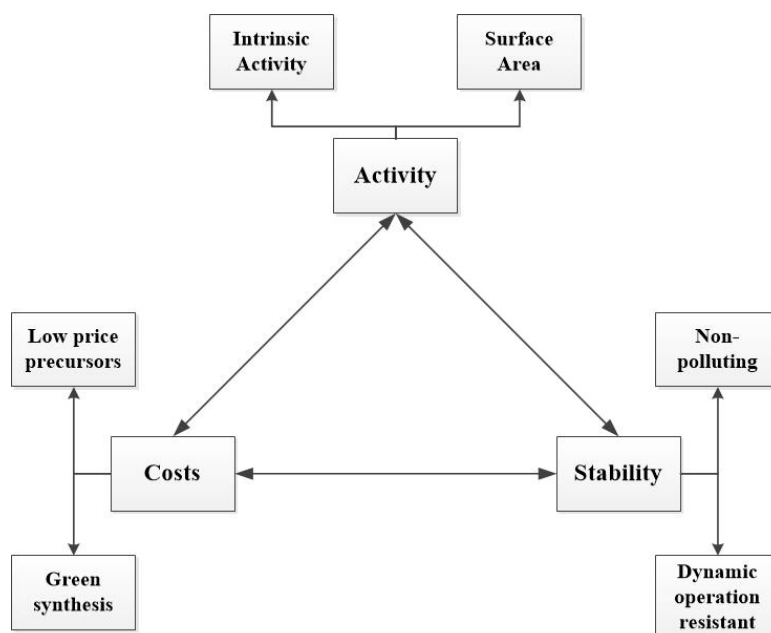 Intrinsic
Activity
Surface
Area
Activity
Low price
precursors
Non-
polluting
Costs
Stability
Green
synthesis
Dynamic
operation
resistant